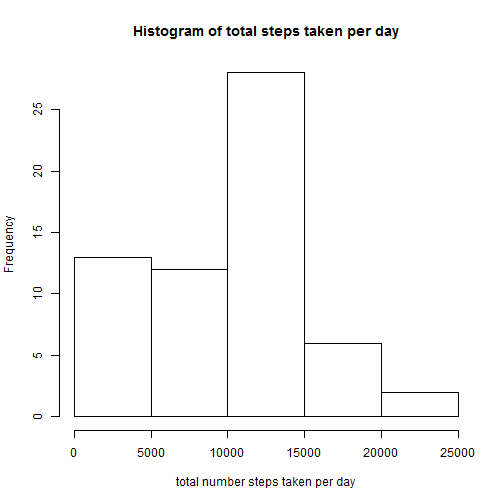 Histogram of total steps taken per day
Frequency
25
20
15
10
5
0
0 5000 10000 15000 20000 25000
total number steps taken per day